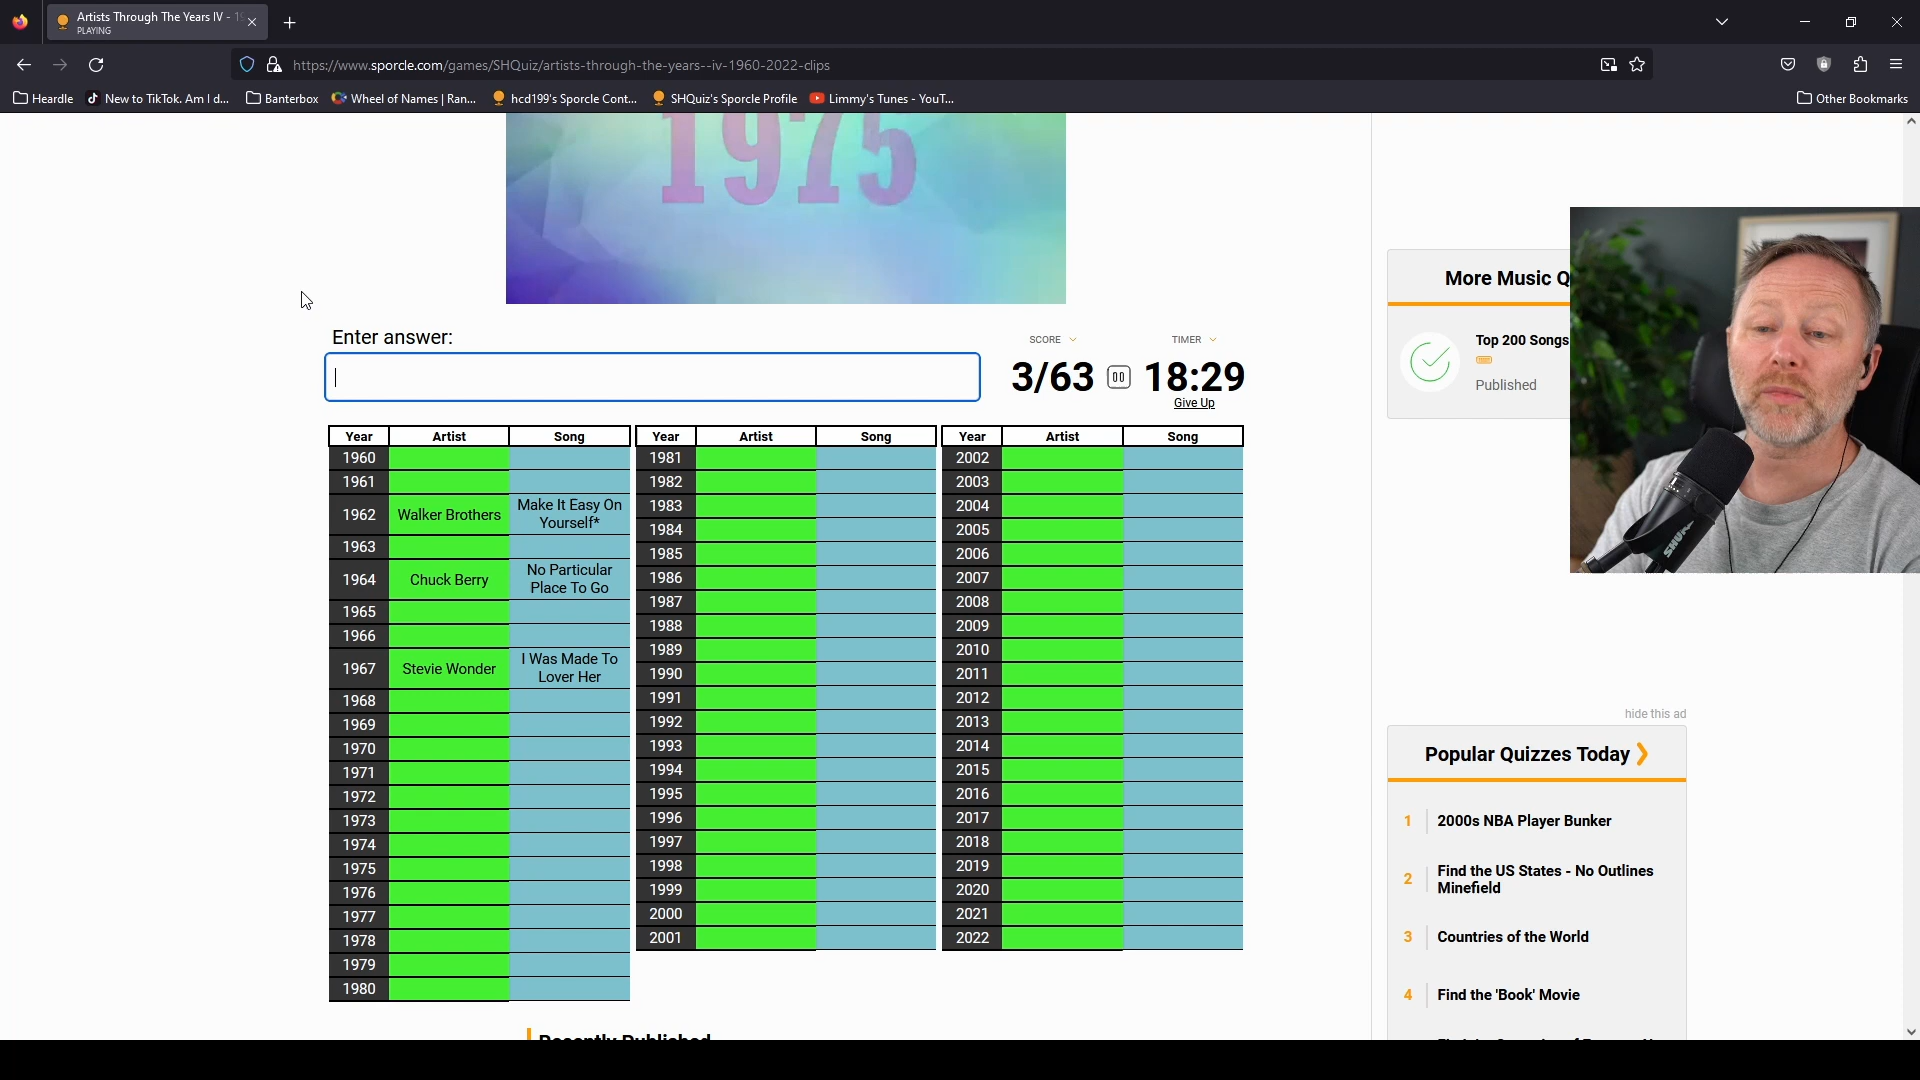 Artists Through The Years IV - 19
PLAYING
https://www.sporcle.com/games/SHQuiz/artists-through-the-years--iv-1960-2022-clips
Heardle
New to TikTok. Am I d...
Banterbox
Wheel of Names | Ran...
hcd199's Sporcle Cont...
SHQuiz's Sporcle Profile
Limmy's Tunes - YouT...
Other Bookmarks
1975
Enter answer:
SCORE
TIMER
3/63
18:29
Give Up
Year Artist Song
1960
1961
1962 Walker Brothers Make It Easy On
Yourself*
1963
1964 Chuck Berry No Particular
Place To Go
1965
1966
1967 Stevie Wonder I Was Made To
Lover Her
1968
1969
1970
1971
1972
1973
1974
1975
1976
1977
1978
1979
1980
Year Artist Song
1981
1982
1983
1984
1985
1986
1987
1988
1989
1990
1991
1992
1993
1994
1995
1996
1997
1998
1999
2000
2001
Year Artist Song
2002
2003
2004
2005
2006
2007
2008
2009
2010
2011
2012
2013
2014
2015
2016
2017
2018
2019
2020
2021
2022
Recently Published
More Music Q
Top 200 Songs
Published
SHURE
hide this ad
Popular Quizzes Today
1 2000s NBA Player Bunker
2 Find the US States - No Outlines
Minefield
3 Countries of the World
4 Find the 'Book' Movie